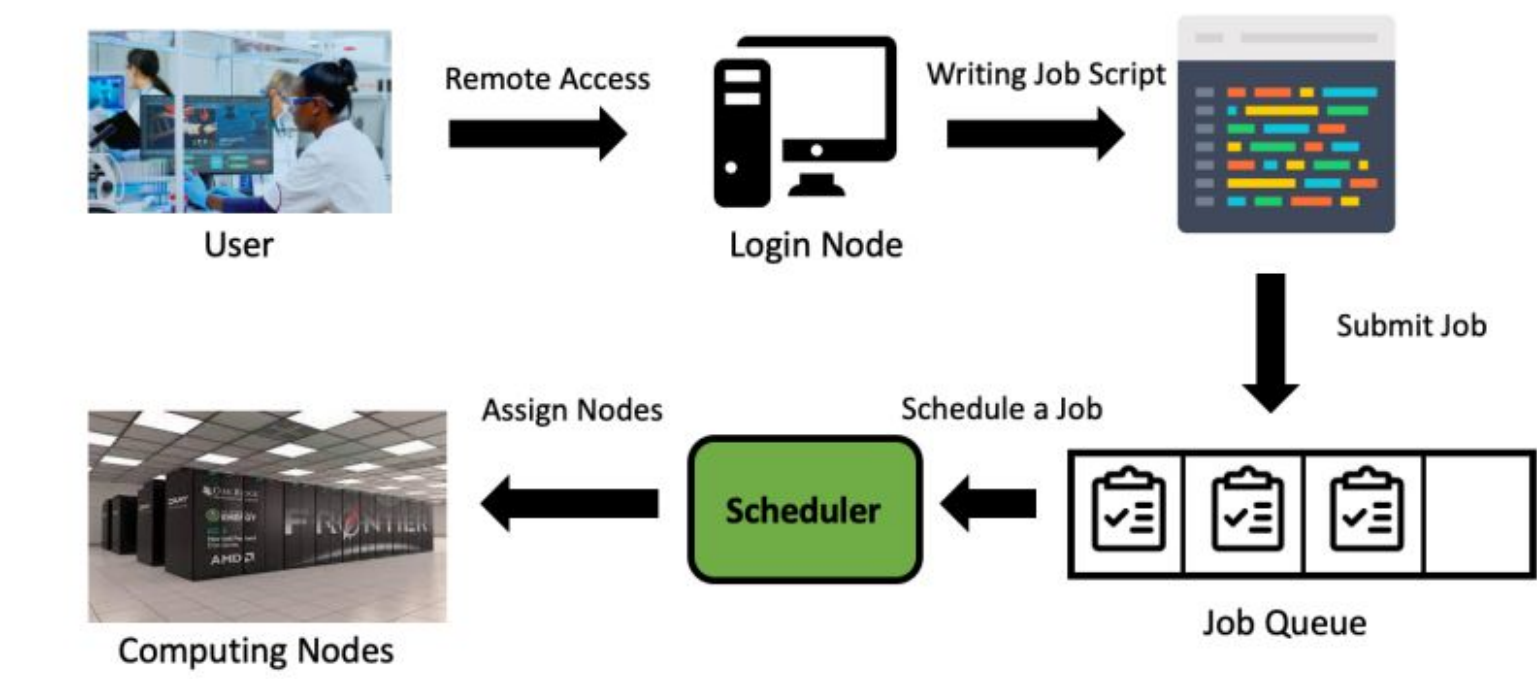 Remote Access
Writing Job Script
User
Login Node
Submit Job
Assign Nodes
Schedule a Job
Scheduler
FRONTIER
ENERGY
AMD
Job Queue
Computing Nodes